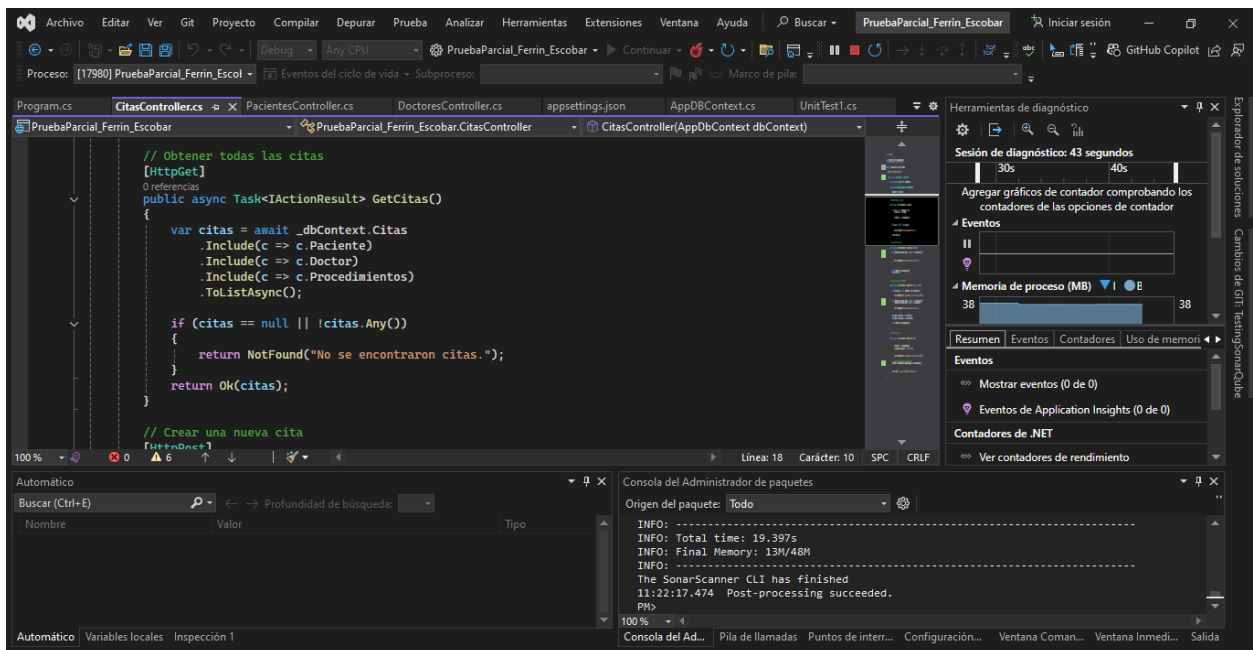 Archivo Editar Ver Git Proyecto Compilar Depurar Prueba Analizar Herramientas Extensiones Ventana Ayuda Buscar PruebaParcial_Ferrin_Escobar Iniciar sesión
Debug Any CPU PruebaParcial_Ferrin_Escobar Continuar GitHub Copilot
Proceso: [17980] PruebaParcial_Ferrin_Escol Eventos del ciclo de vida Subproceso: Marco de pila:
Program.cs CitasController.cs PacientesController.cs DoctoresController.cs appsettings.json AppDBContext.cs UnitTest1.cs
PruebaParcial_Ferrin_Escobar PruebaParcial_Ferrin_Escobar.CitasController CitasController(AppDbContext dbContext)
// Obtener todas las citas
[HttpGet]
0 referencias
public async Task<IActionResult> GetCitas()
{
var citas = await _dbContext.Citas
.Include(c => c.Paciente)
.Include(c => c.Doctor)
.Include(c => c.Procedimientos)
.ToListAsync();
if (citas == null || !citas.Any())
{
return NotFound("No se encontraron citas.");
}
return Ok(citas);
}
// Crear una nueva cita
[HttpPost]
100 % 0 6 Línea: 18 Carácter: 10 SPC CRLF
Herramientas de diagnóstico
Sesión de diagnóstico: 43 segundos
30s 40s
Agregar gráficos de contador comprobando los
contadores de las opciones de contador
Eventos
Memoria de proceso (MB) I E
38 38
Resumen Eventos Contadores Uso de memori
Eventos
Mostrar eventos (0 de 0)
Eventos de Application Insights (0 de 0)
Contadores de .NET
Ver contadores de rendimiento
Explorador de soluciones
Cambios de GIT: TestingSonarQube
Automático
Buscar (Ctrl+E) Profundidad de búsqueda:
Nombre Valor Tipo
Automático Variables locales Inspección 1
Consola del Administrador de paquetes
Origen del paquete: Todo
INFO: ------------------------------------------------------------------------
INFO: Total time: 19.397s
INFO: Final Memory: 13M/48M
INFO: ------------------------------------------------------------------------
The SonarScanner CLI has finished
11:22:17.474 Post-processing succeeded.
PM>
100 %
Consola del Ad... Pila de llamadas Puntos de interr... Configuración... Ventana Coman... Ventana Inmedi... Salida